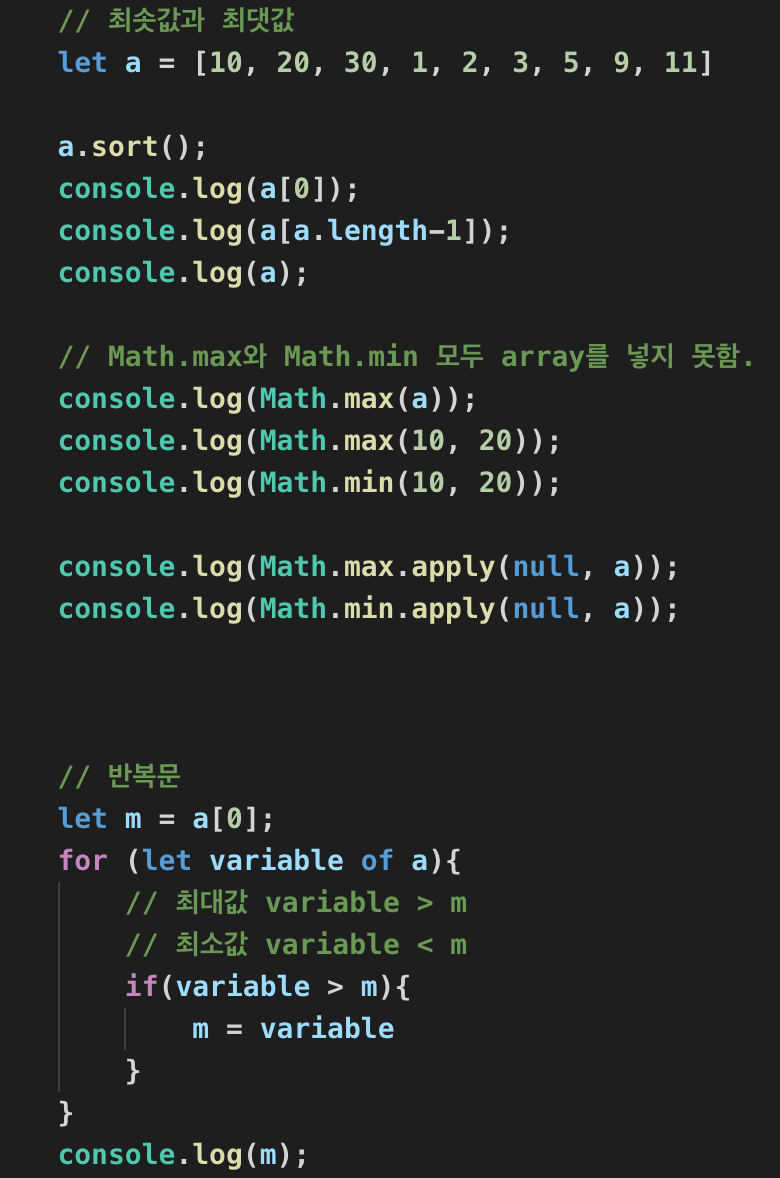 // 최솟값과 최댓값
let a = [10, 20, 30, 1, 2, 3, 5, 9, 11]
a.sort();
console.log(a[0]);
console.log(a[a.length-1]);
console.log(a);
// Math.max와 Math.min 모두 array를 넣지 못함.
console.log(Math.max(a));
console.log(Math.max(10, 20));
console.log(Math.min(10, 20));
console.log(Math.max.apply(null, a));
console.log(Math.min.apply(null, a));
// 반복문
let m = a[0];
for (let variable of a){
// 최대값 variable > m
// 최소값 variable < m
if(variable > m){
m = variable
}
}
console.log(m);